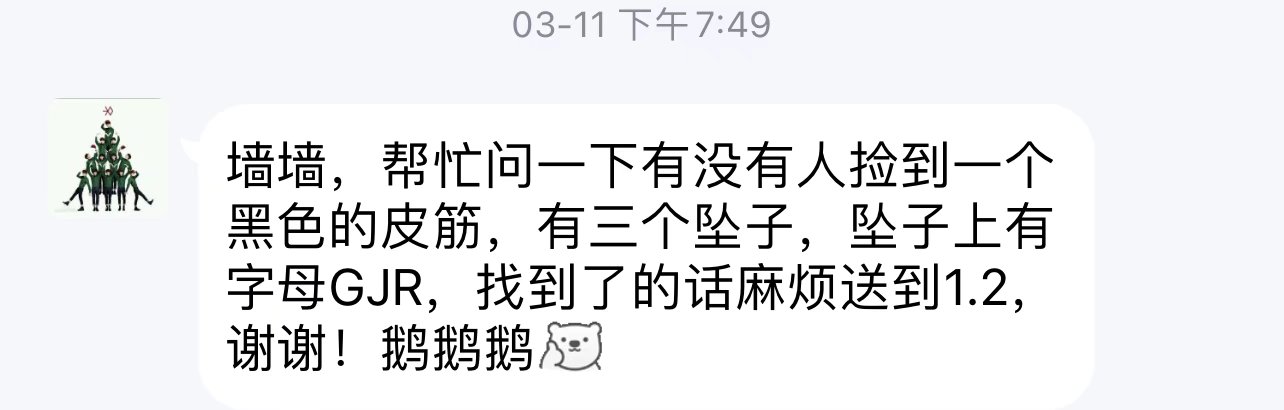 03-11 下午7:49
墙墙，帮忙问一下有没有人捡到一个
黑色的皮筋，有三个坠子，坠子上有
字母GJR，找到了的话麻烦送到1.2，
谢谢！鹅鹅鹅